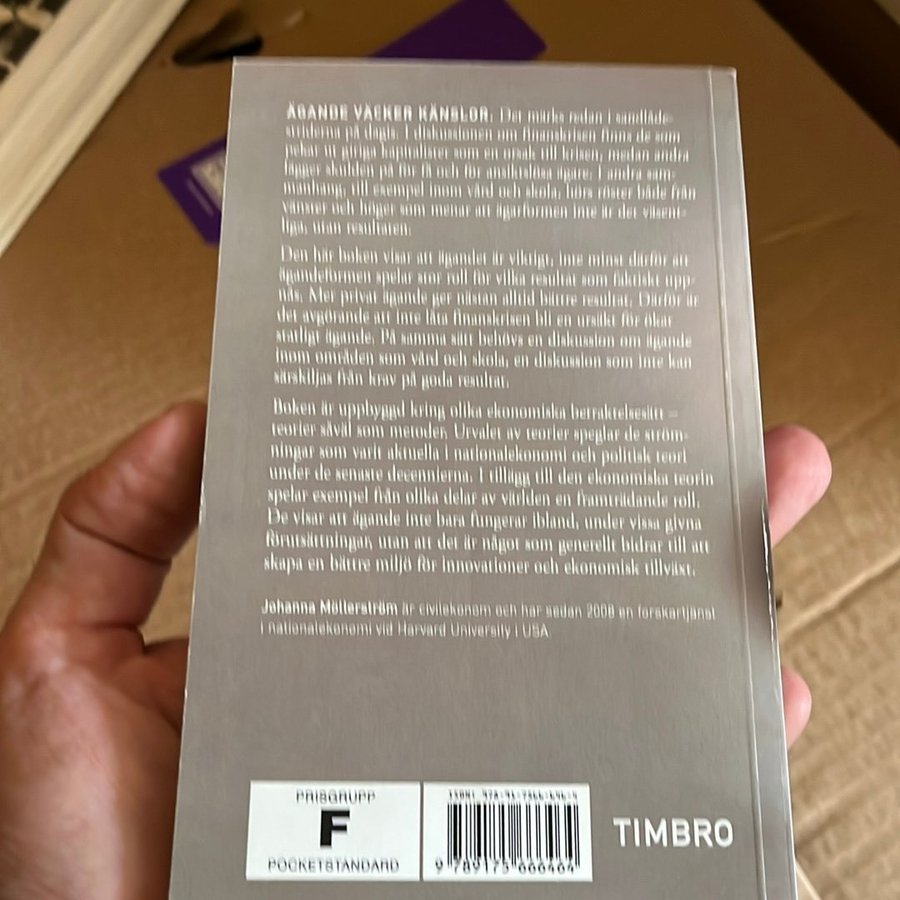 ÄGANDE VÄCKER KÄNSLOR. Det märks redan i sandlåde-
striderna på dagis. I diskussionen om finanskrisen finns de som
pekar ut giriga kapitalister som en orsak till krisen, medan andra
lägger skulden på för få och för ansiktslösa ägare. I andra sam-
manhang, till exempel inom vård och skola, hörs röster både från
vänster och höger som menar att ägarformen inte är det väsent-
liga, utan resultaten.
Den här boken visar att ägandet är viktigt, inte minst därför att
ägandeformen spelar stor roll för vilka resultat som faktiskt upp-
nås. Mer privat ägande ger nästan alltid bättre resultat. Därför är
det avgörande att inte låta finanskrisen bli en ursäkt för ökat
statligt ägande. På samma sätt behövs en diskussion om ägande
inom områden som vård och skola, en diskussion som inte kan
särskiljas från krav på goda resultat.
Boken är uppbyggd kring olika ekonomiska betraktelsesätt –
teorier såväl som metoder. Urvalet av teorier speglar de ström-
ningar som varit aktuella i nationalekonomi och politisk teori
under de senaste decennierna. I tillägg till den ekonomiska teorin
spelar exempel från olika delar av världen en framträdande roll.
De visar att ägande inte bara fungerar ibland, under vissa givna
förutsättningar, utan att det är något som generellt bidrar till att
skapa en bättre miljö för innovationer och ekonomisk tillväxt.
Johanna Möllerström är civilekonom och har sedan 2008 en forskartjänst
i nationalekonomi vid Harvard University i USA
PRISGRUPP
F
POCKETSTANDARD
ISBN 978-91-7566-646-4
9 789175 666464
TIMBRO